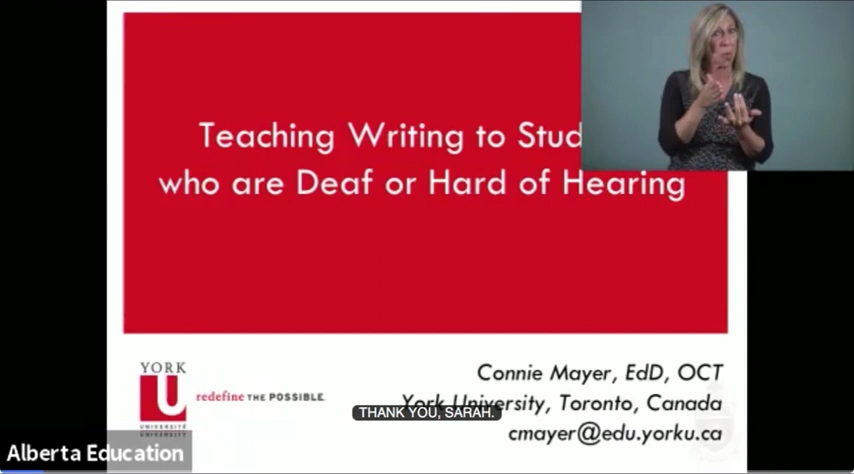 Teaching Writing to Stud
who are Deaf or Hard of Hearing
YORK
U
UNIVERSITÉ
UNIVERSITY
redefine THE POSSIBLE.
Connie Mayer, EdD, OCT
York University, Toronto, Canada
cmayer@edu.yorku.ca
THANK YOU, SARAH.
Alberta Education